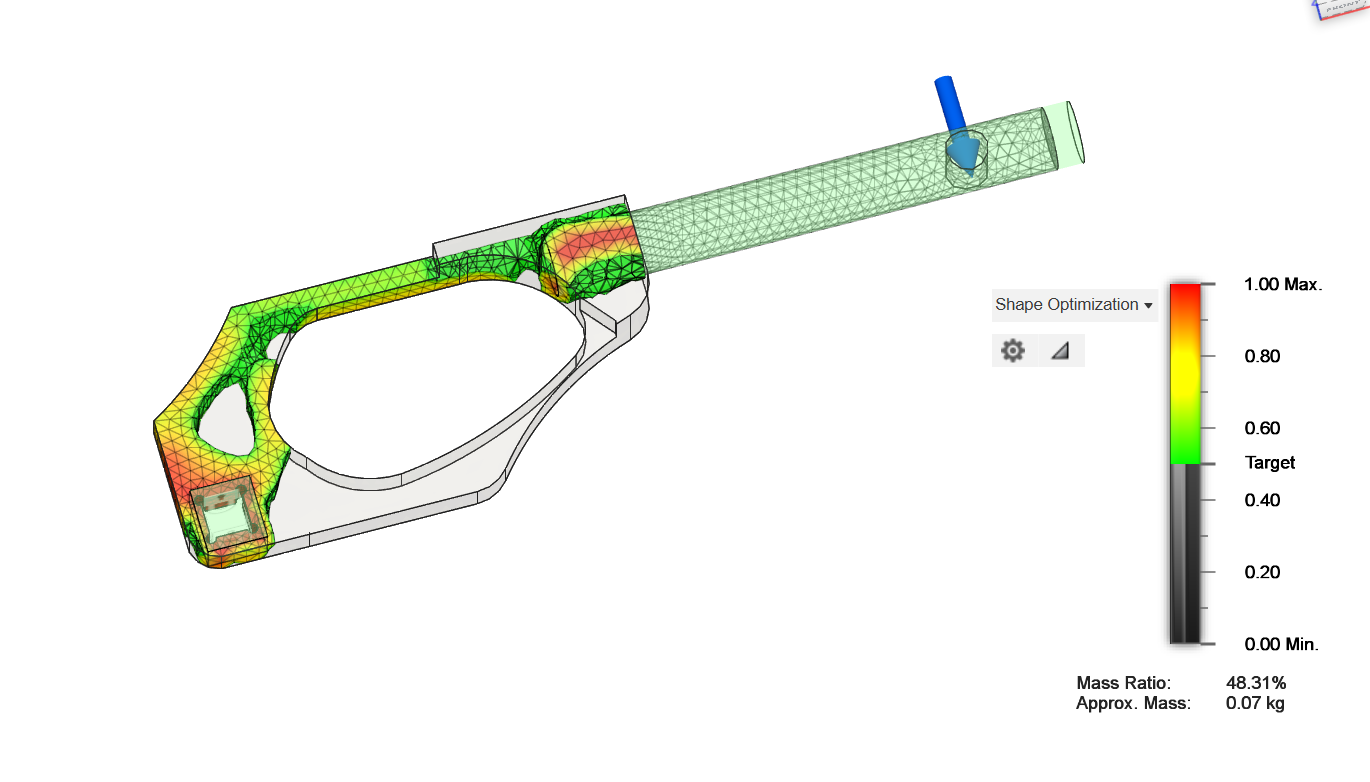 FRONT
Shape Optimization
1.00 Max.
0.80
0.60
Target
0.40
0.20
0.00 Min.
Mass Ratio: 48.31%
Approx. Mass: 0.07 kg